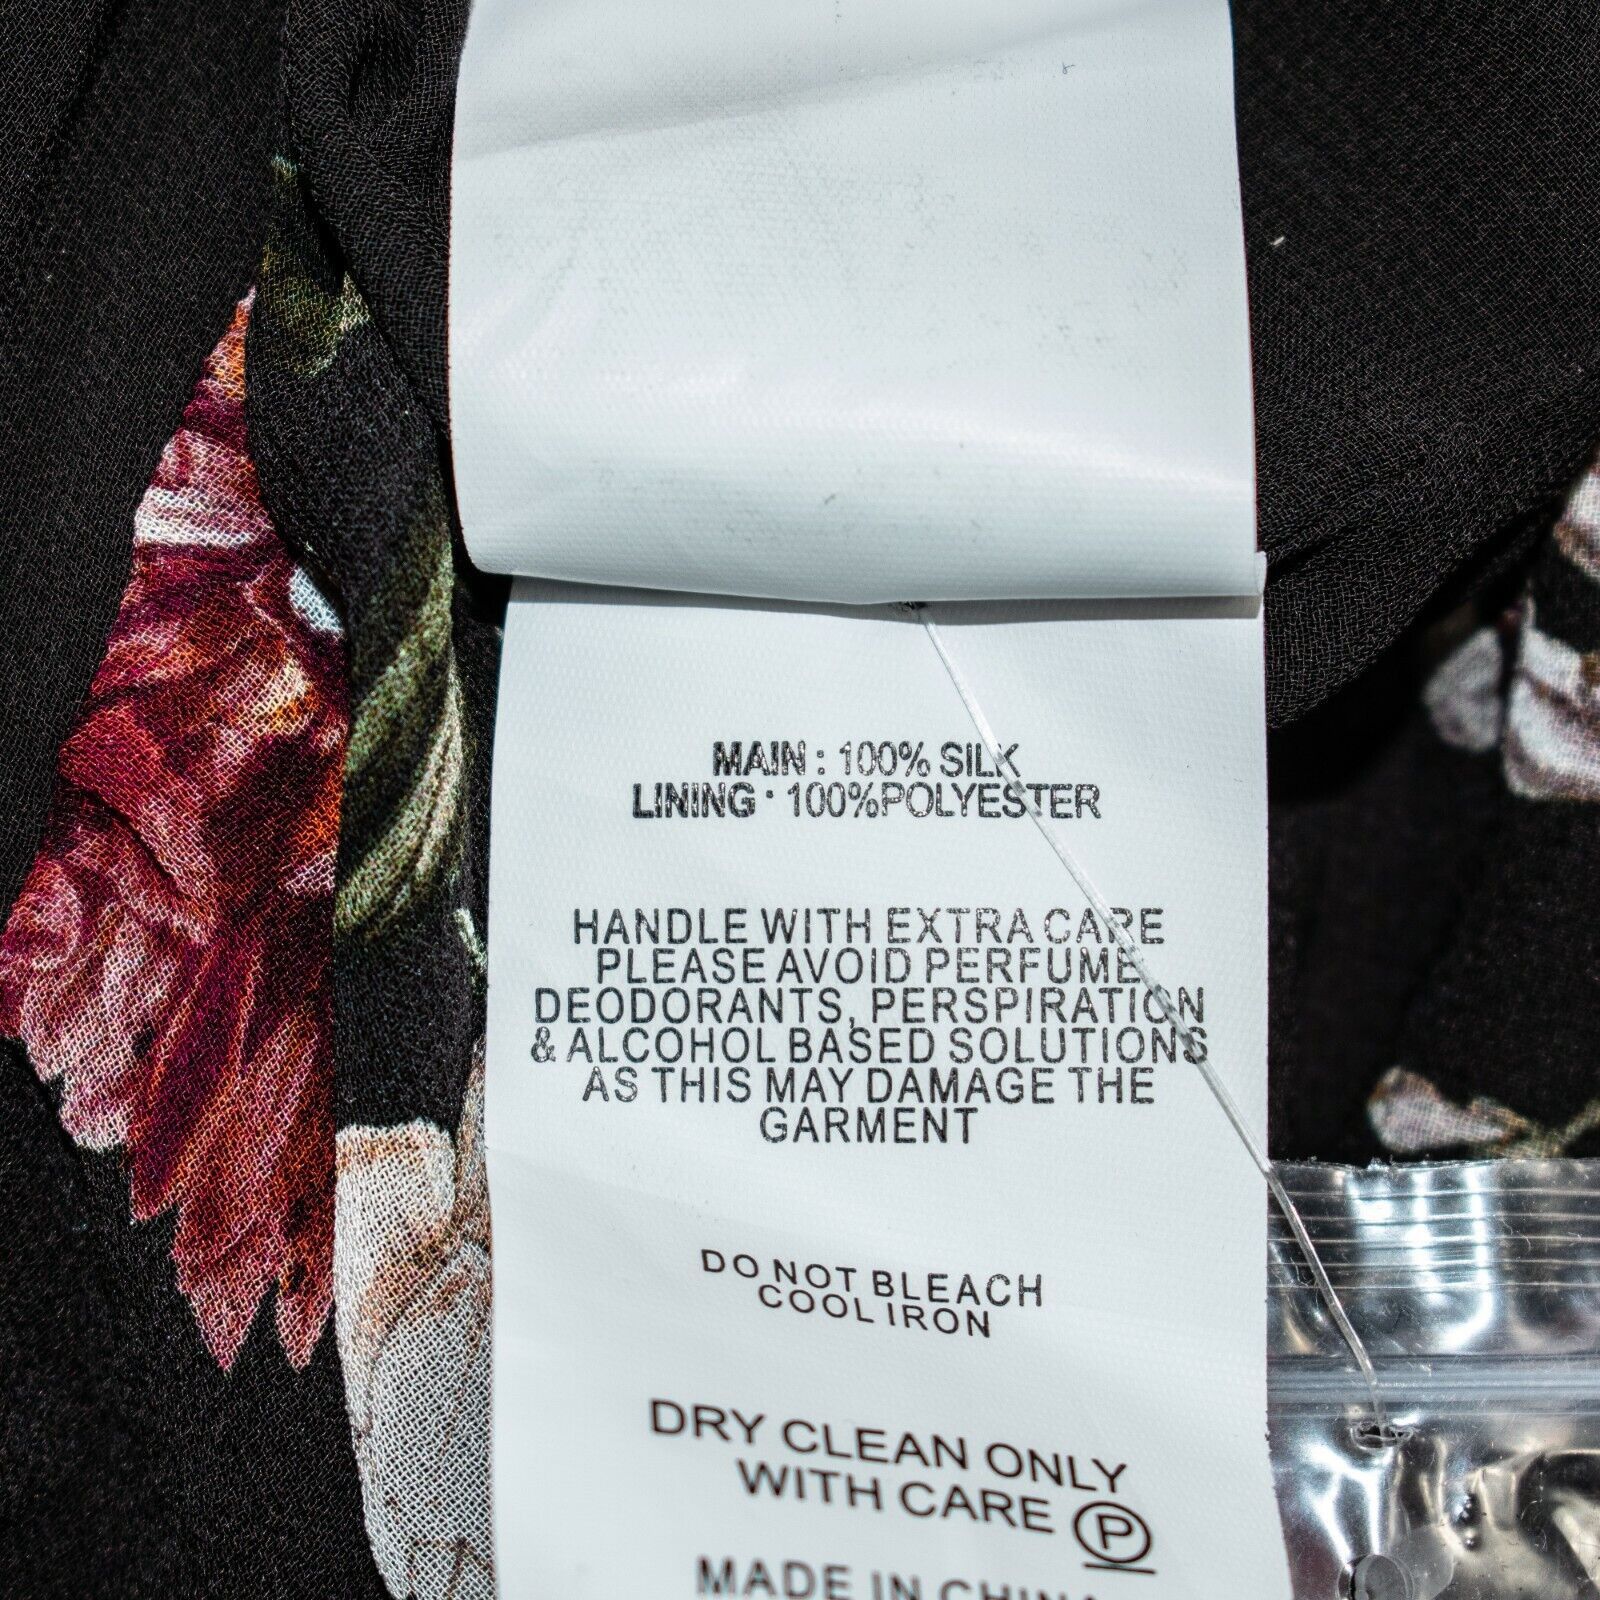 MAIN : 100% SILK
LINING : 100%POLYESTER
HANDLE WITH EXTRA CARE
PLEASE AVOID PERFUME
DEODORANTS, PERSPIRATION
& ALCOHOL BASED SOLUTIONS
AS THIS MAY DAMAGE THE
GARMENT
DO NOT BLEACH
COOL IRON
DRY CLEAN ONLY
WITH CARE P
MADE IN CHINA